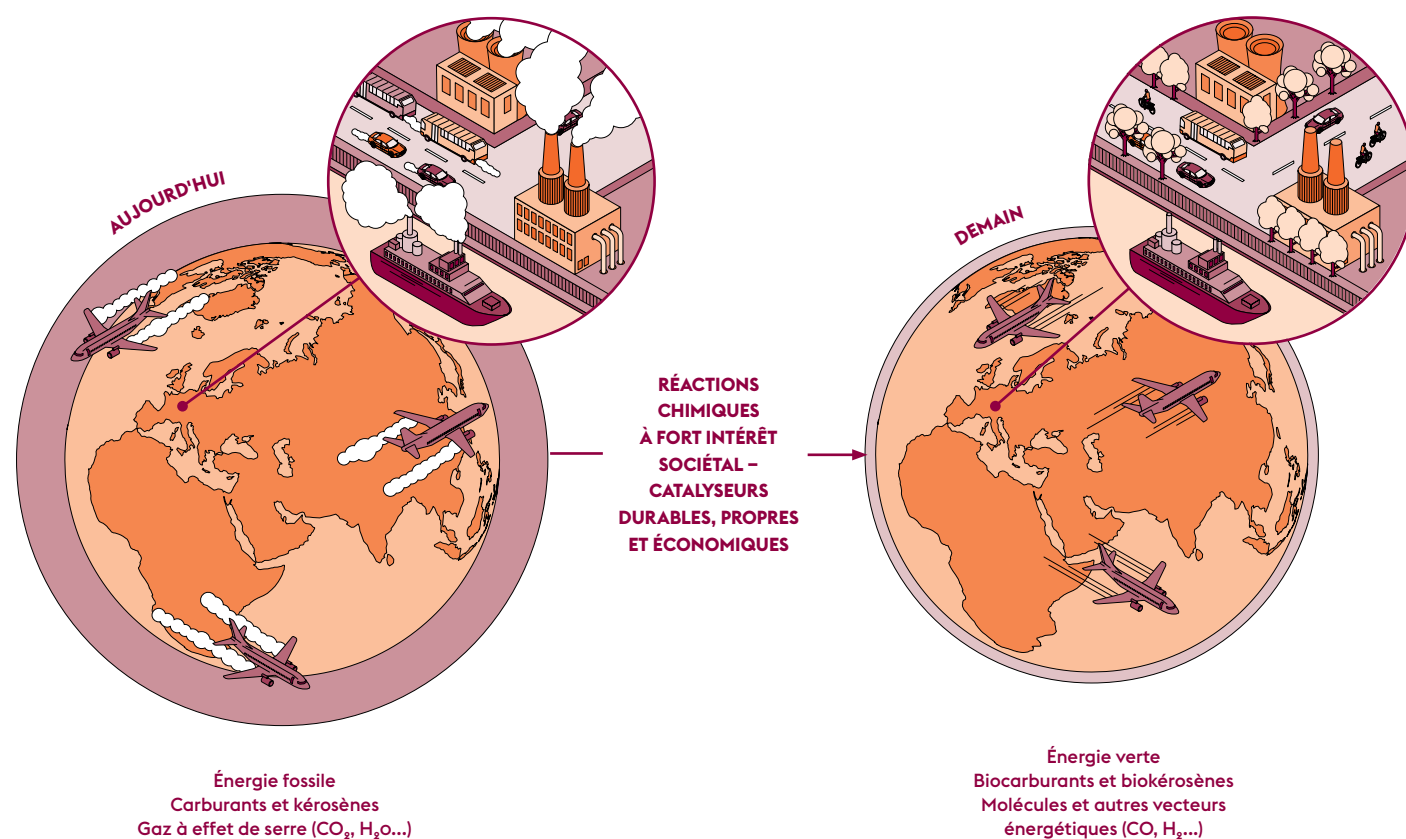 AUJOURD'HUI
DEMAIN
RÉACTIONS
CHIMIQUES
À FORT INTÉRÊT
SOCIÉTAL –
CATALYSEURS
DURABLES, PROPRES
ET ÉCONOMIQUES
Énergie fossile
Carburants et kérosènes
Gaz à effet de serre (CO₂, H₂o...)
Énergie verte
Biocarburants et biokérosènes
Molécules et autres vecteurs
énergétiques (CO, H₂...)